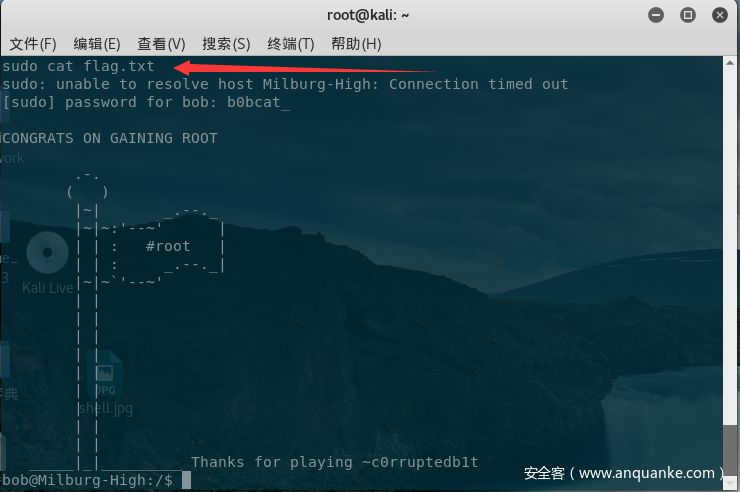 root@kali: ~
文件(F) 编辑(E) 查看(V) 搜索(S) 终端(T) 帮助(H)
sudo cat flag.txt
sudo: unable to resolve host Milburg-High: Connection timed out
[sudo] password for bob: b0bcat_
CONGRATS ON GAINING ROOT
#root
Kali Live
JPG
shell.jpg
Thanks for playing ~c0rruptedb1t
bob@Milburg-High:/$
安全客（www.anquanke.com）